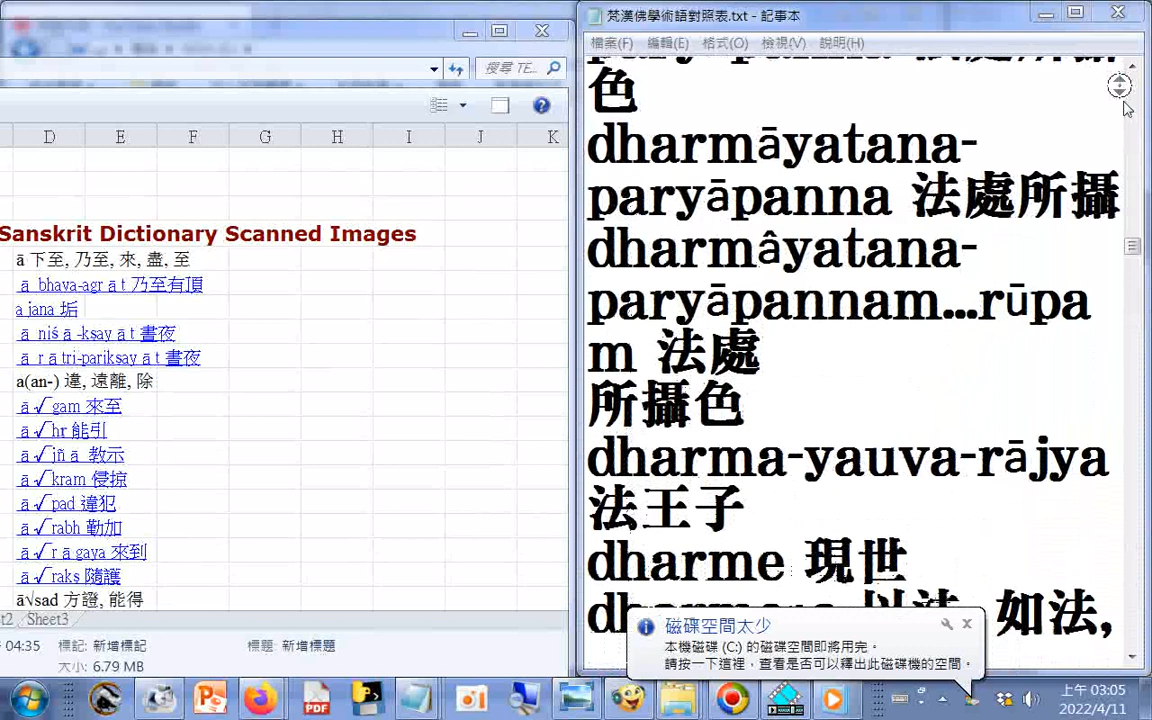 搜尋 TE...
D E F G H I J K
Sanskrit Dictionary Scanned Images
ā 下至, 乃至, 來, 盡, 至
ā bhava-agr ā t 乃至有頂
a jana 垢
ā niś ā -ksay ā t 晝夜
ā r ā tri-pariksay ā t 晝夜
a(an-) 違, 遠離, 除
ā√gam 來至
ā√hr 能引
ā√jñ ā 教示
ā√kram 侵掠
ā√pad 違犯
ā√rabh 勤加
ā√r ā gaya 來到
ā√raks 隨護
ā√sad 方證, 能得
t2 Sheet3
04:35 標記: 新增標記 標題: 新增標題
大小: 6.79 MB
梵漢佛學術語對照表.txt - 記事本
檔案(F) 編輯(E) 格式(O) 檢視(V) 說明(H)
色
dharmāyatana-
paryāpanna 法處所攝
dharmâyatana-
paryāpannam...rūpa
m 法處
所攝色
dharma-yauva-rājya
法王子
dharme 現世
如法,
磁碟空間太少
本機磁碟 (C:) 的磁碟空間即將用完。
請按一下這裡，查看是否可以釋出此磁碟機的空間。
上午 03:05
2022/4/11